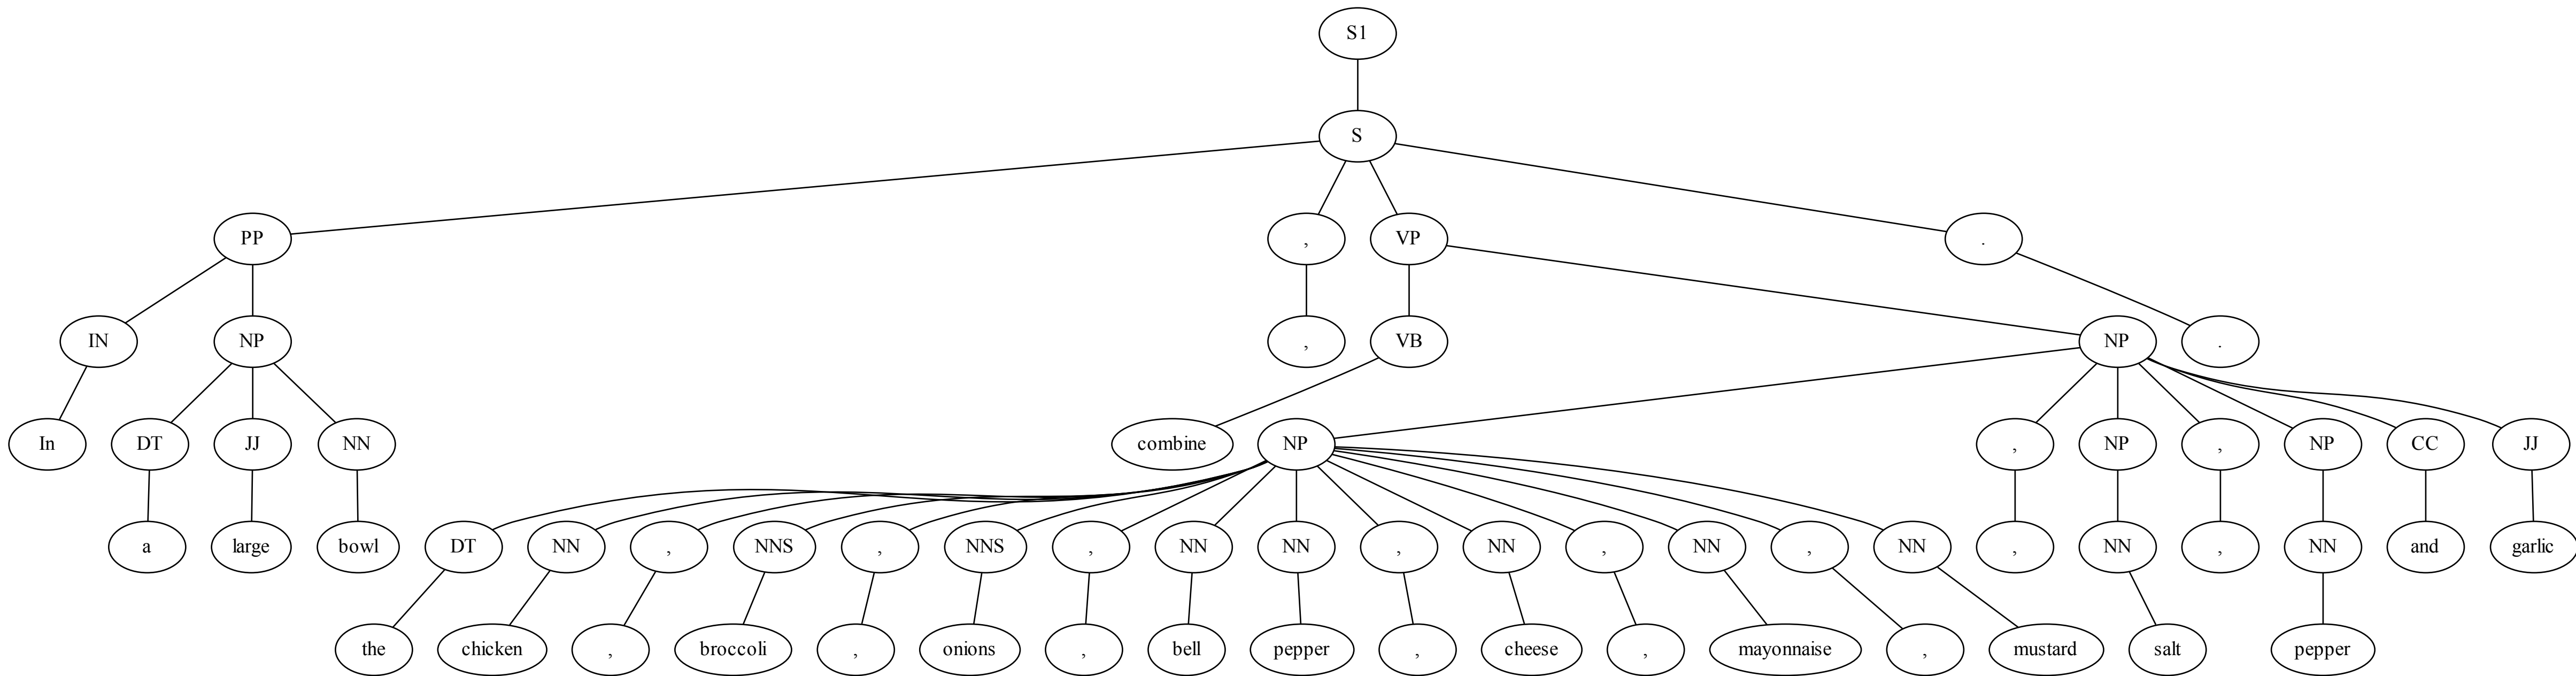 S1
S
PP , VP .
IN NP , VB NP .
In DT JJ NN combine NP , NP , NP CC JJ
a large bowl DT NN , NNS , NNS , NN NN , NN , NN , NN , NN , NN and garlic
the chicken , broccoli , onions , bell pepper , cheese , mayonnaise , mustard salt pepper